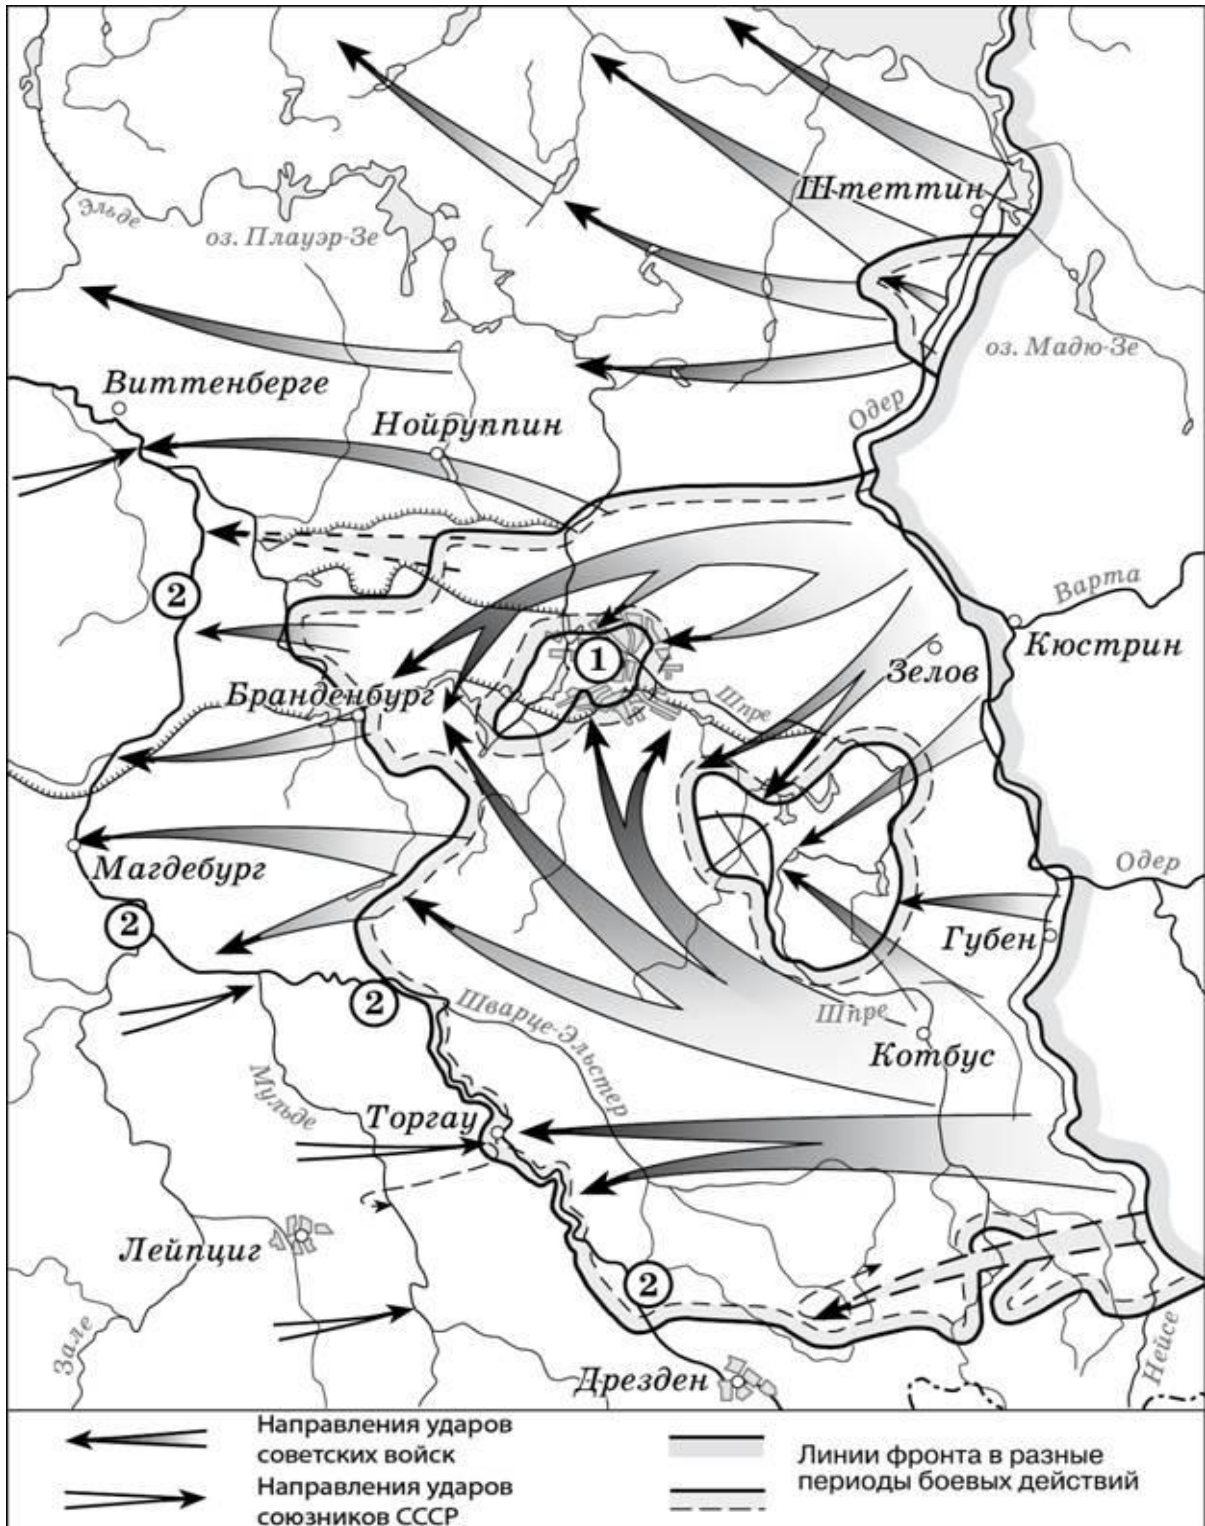 Штеттин
Эльде
оз. Плауэр-Зе
оз. Мадю-Зе
Виттенберге
Одер
Нойруппин
Варта
2
Кюстрин
1
Зелов
Бранденбург
Шпре
Магдебург
Одер
2
Губен
2
Шварце-Эльстер
Шпре
Котбус
Мульде
Торгау
Лейпциг
2
Зале
Дрезден
Нейсе
Направления ударов
советских войск
Направления ударов
союзников СССР
Линии фронта в разные
периоды боевых действий